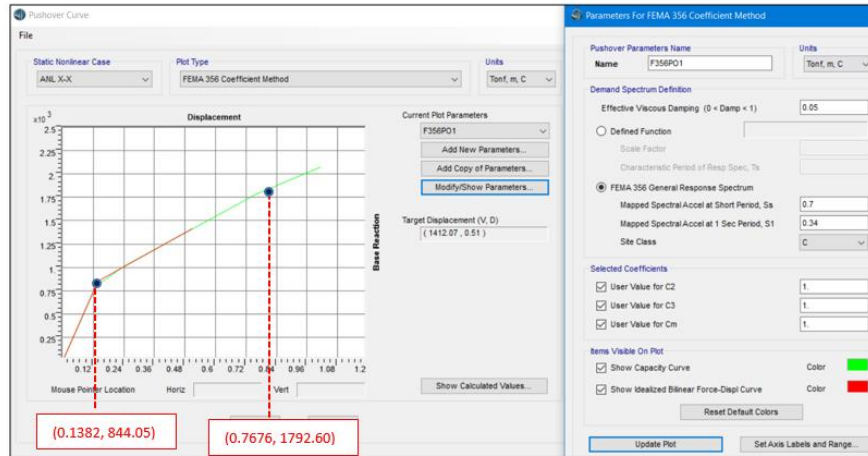 Pushover Curve
File
Static Nonlinear Case
ANL X-X
Plot Type
FEMA 356 Coefficient Method
Units
Tonf, m, C
x10 3
Displacement
2.5
2.25
2.
1.75
1.5
1.25
1.
0.75
0.5
0.25
0.12 0.24 0.36 0.48 0.6 0.72 0.84 0.96 1.08 1.2
Base Reaction
Mouse Pointer Location Horiz Vert
Current Plot Parameters
F356PO1
Add New Parameters...
Add Copy of Parameters...
Modify/Show Parameters...
Target Displacement (V, D)
( 1412.07 , 0.51 )
Show Calculated Values...
(0.1382, 844.05)
(0.7676, 1792.60)
Parameters For FEMA 356 Coefficient Method
Pushover Parameters Name
Name F356PO1
Units
Tonf, m, C
Demand Spectrum Definition
Effective Viscous Damping (0 < Damp < 1) 0.05
Defined Function
Scale Factor
Characteristic Period of Resp Spec, Ts
FEMA 356 General Response Spectrum
Mapped Spectral Accel at Short Period, Ss 0.7
Mapped Spectral Accel at 1 Sec Period, S1 0.34
Site Class C
Selected Coefficients
User Value for C2 1.
User Value for C3 1.
User Value for Cm 1.
Items Visible On Plot
Show Capacity Curve Color
Show Idealized Bilinear Force-Displ Curve Color
Reset Default Colors
Update Plot Set Axis Labels and Range...